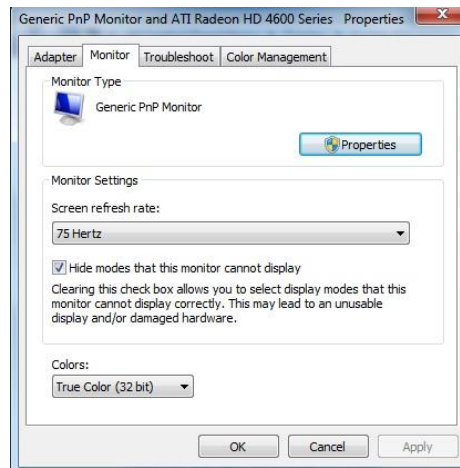 Generic PnP Monitor and ATI Radeon HD 4600 Series Properties
Adapter Monitor Troubleshoot Color Management
Monitor Type
Generic PnP Monitor
Properties
Monitor Settings
Screen refresh rate:
75 Hertz
Hide modes that this monitor cannot display
Clearing this check box allows you to select display modes that this
monitor cannot display correctly. This may lead to an unusable
display and/or damaged hardware.
Colors:
True Color (32 bit)
OK Cancel Apply